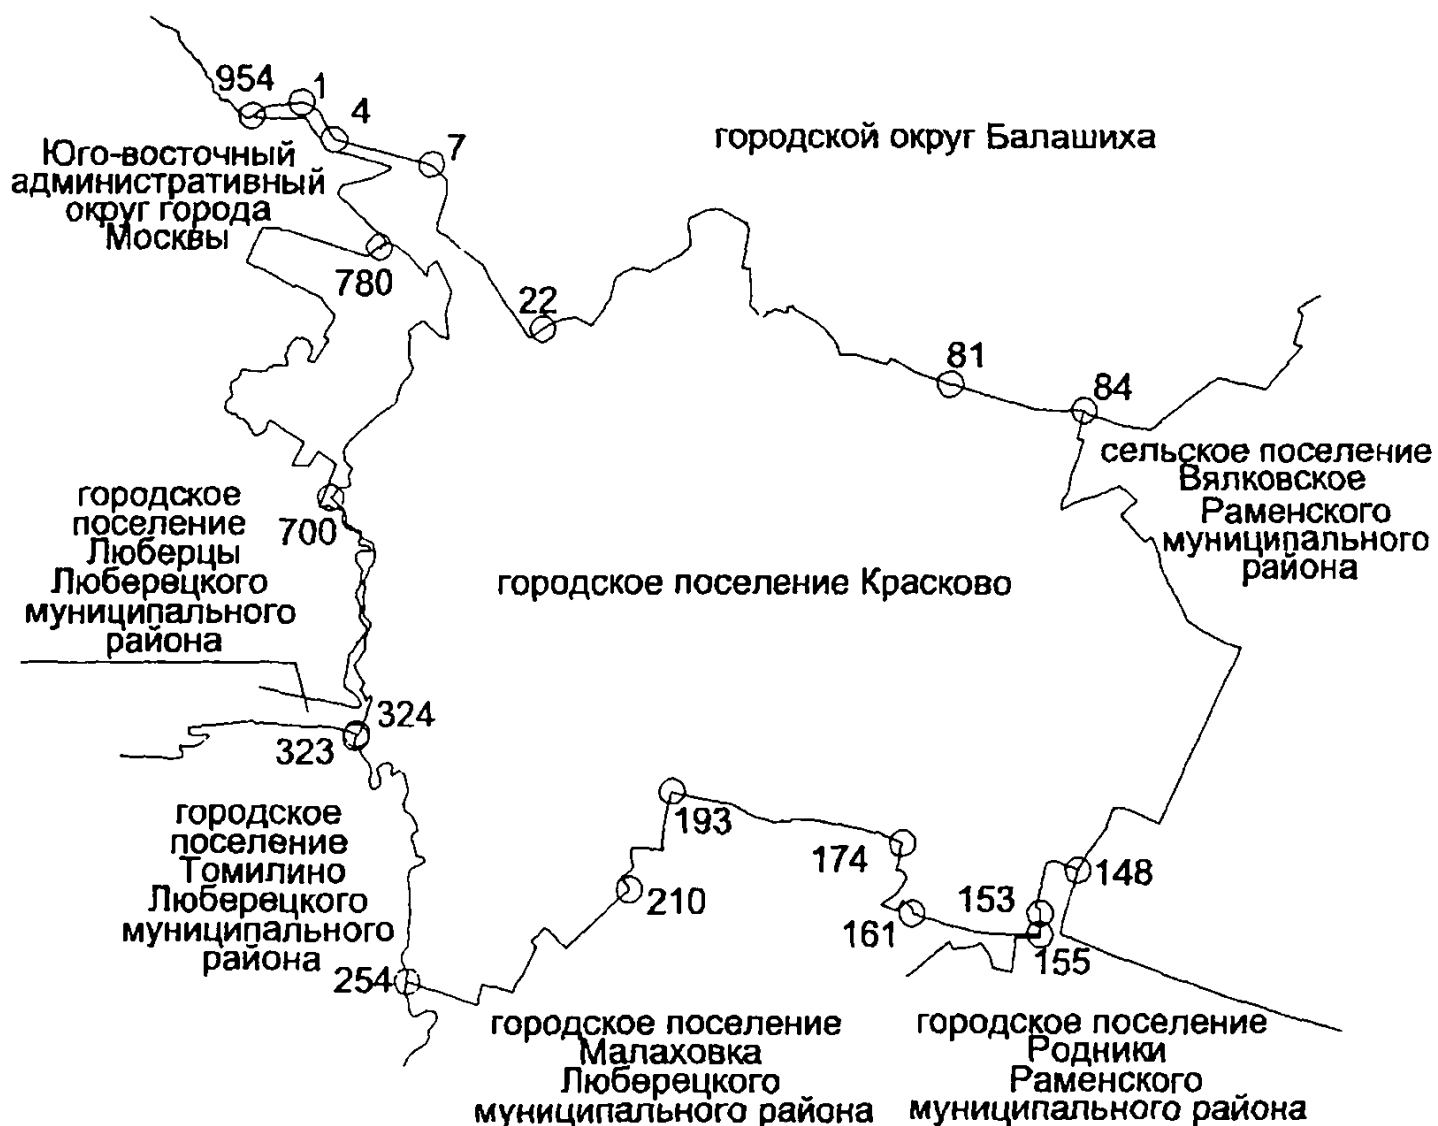 954
1
4
7
городской округ Балашиха
Юго-восточный
административный
округ города
Москвы
780
22
81
84
сельское поселение
Вялковское
Раменского
муниципального
района
городское
поселение
Люберцы
Люберецкого
муниципального
района
700
городское поселение Красково
324
323
городское
поселение
Томилино
Люберецкого
муниципального
района
193
174
148
210
153
161
155
254
городское поселение
Малаховка
Люберецкого
муниципального района
городское поселение
Родники
Раменского
муниципального района